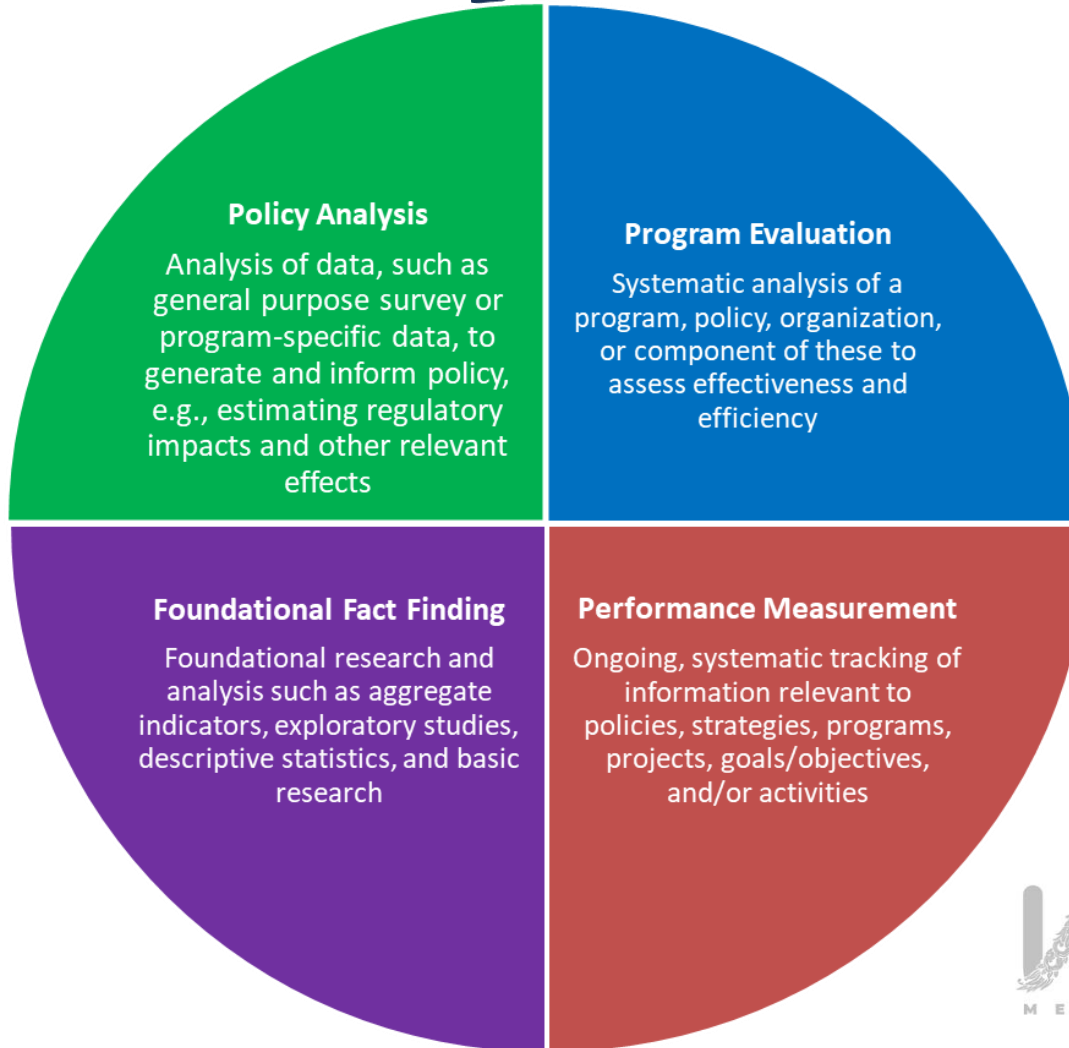 Policy Analysis
Analysis of data, such as
general purpose survey or
program-specific data, to
generate and inform policy,
e.g., estimating regulatory
impacts and other relevant
effects
Program Evaluation
Systematic analysis of a
program, policy, organization,
or component of these to
assess effectiveness and
efficiency
Foundational Fact Finding
Foundational research and
analysis such as aggregate
indicators, exploratory studies,
descriptive statistics, and basic
research
Performance Measurement
Ongoing, systematic tracking of
information relevant to
policies, strategies, programs,
projects, goals/objectives,
and/or activities